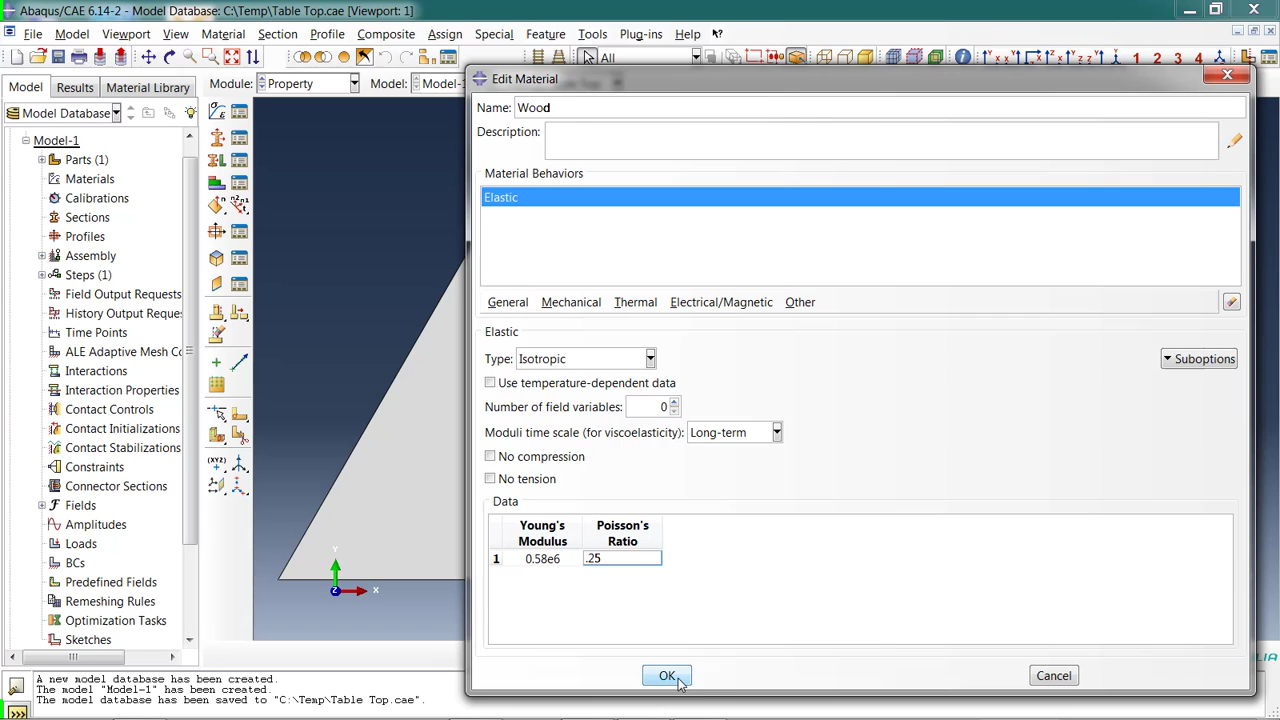 Abaqus/CAE 6.14-2 - Model Database: C:\Temp\Table Top.cae [Viewport: 1]
File Model Viewport View Material Section Profile Composite Assign Special Feature Tools Plug-ins Help
All 1 2 3 4
Model Results Material Library Module: Property Model: Model-1
Model Database
Model-1
Parts (1)
Materials
Calibrations
Sections
Profiles
Assembly
Steps (1)
Field Output Requests
History Output Reque
Time Points
ALE Adaptive Mesh Co
Interactions
Interaction Properties
Contact Controls
Contact Initializations
Contact Stabilizations
Constraints
Connector Sections
Fields
Amplitudes
Loads
BCs
Predefined Fields
Remeshing Rules
Optimization Tasks
Sketches
Y
Z X
Edit Material
Name: Wood
Description:
Material Behaviors
Elastic
General Mechanical Thermal Electrical/Magnetic Other
Elastic
Type: Isotropic Suboptions
Use temperature-dependent data
Number of field variables: 0
Moduli time scale (for viscoelasticity): Long-term
No compression
No tension
Data
Young's Modulus Poisson's Ratio
1 0.58e6 .25
OK Cancel
A new model database has been created.
The model "Model-1" has been created.
The model database has been saved to "C:\Temp\Table Top.cae".
>>>